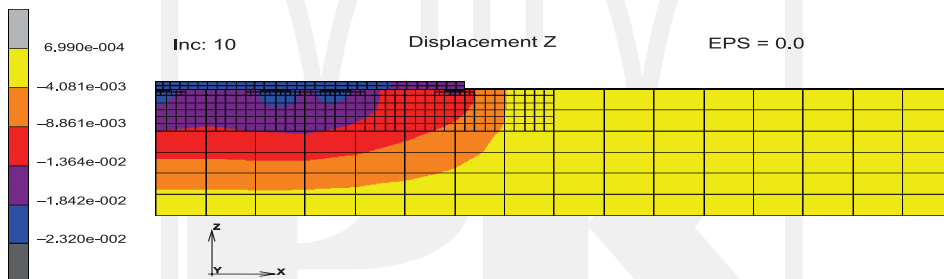 Inc: 10
Displacement Z
EPS = 0.0
6.990e-004
−4.081e-003
−8.861e-003
−1.364e-002
−1.842e-002
−2.320e-002
Z
Y
X